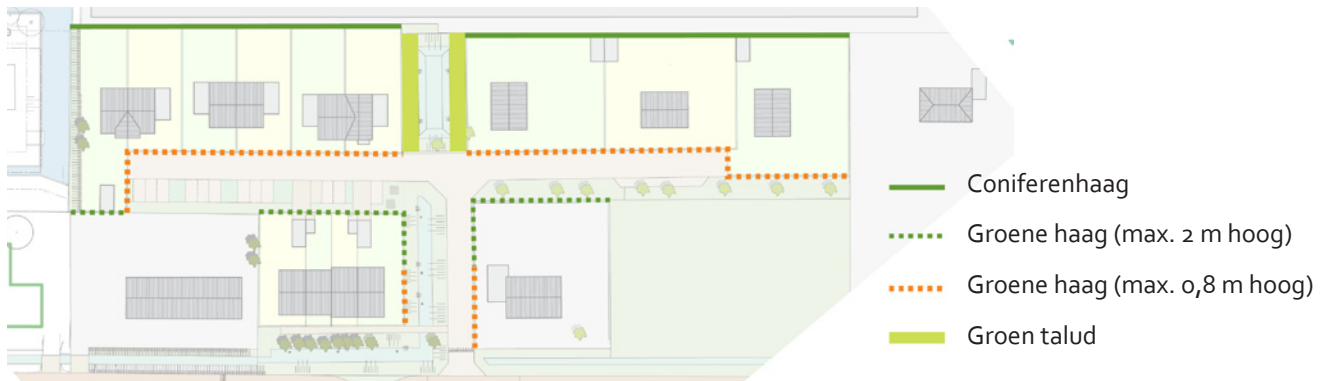 Coniferenhaag
Groene haag (max. 2 m hoog)
Groene haag (max. 0,8 m hoog)
Groen talud